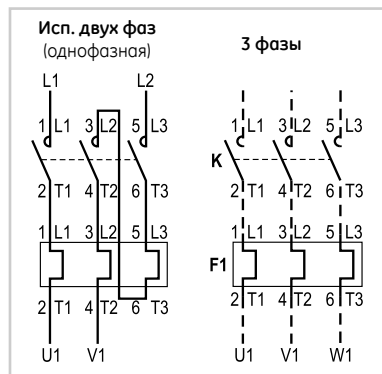 Исп. двух фаз
(однофазная)
3 фазы
L1 L2
1 L1 3 L2 5 L3
2 T1 4 T2 6 T3
1 L1 3 L2 5 L3
2 T1 4 T2 6 T3
U1 V1
1 L1 3 L2 5 L3
K
2 T1 4 T2 6 T3
1 L1 3 L2 5 L3
F1
2 T1 4 T2 6 T3
U1 V1 W1